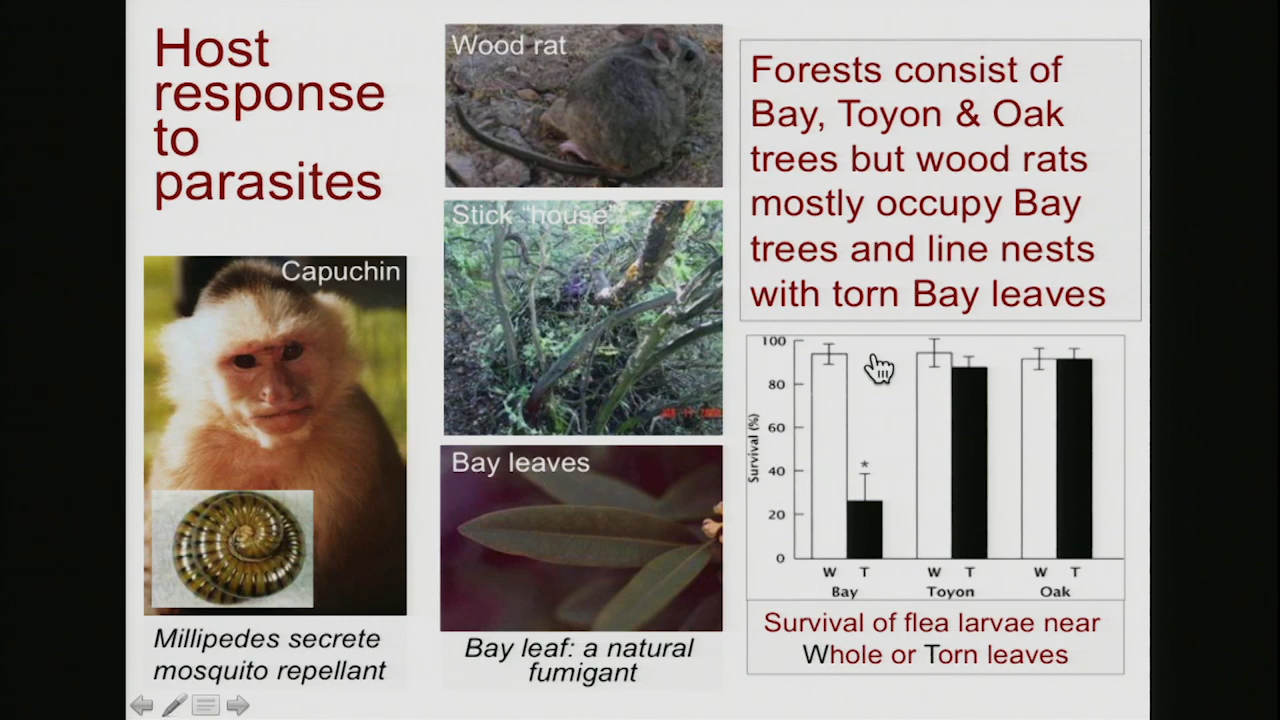 Host
response
to
parasites
Capuchin
Millipedes secrete
mosquito repellant
Wood rat
Stick "house"
Bay leaves
Bay leaf: a natural
fumigant
Forests consist of
Bay, Toyon & Oak
trees but wood rats
mostly occupy Bay
trees and line nests
with torn Bay leaves
Survival (%)
100
80
60
40
20
0
*
W T W T W T
Bay Toyon Oak
Survival of flea larvae near
Whole or Torn leaves